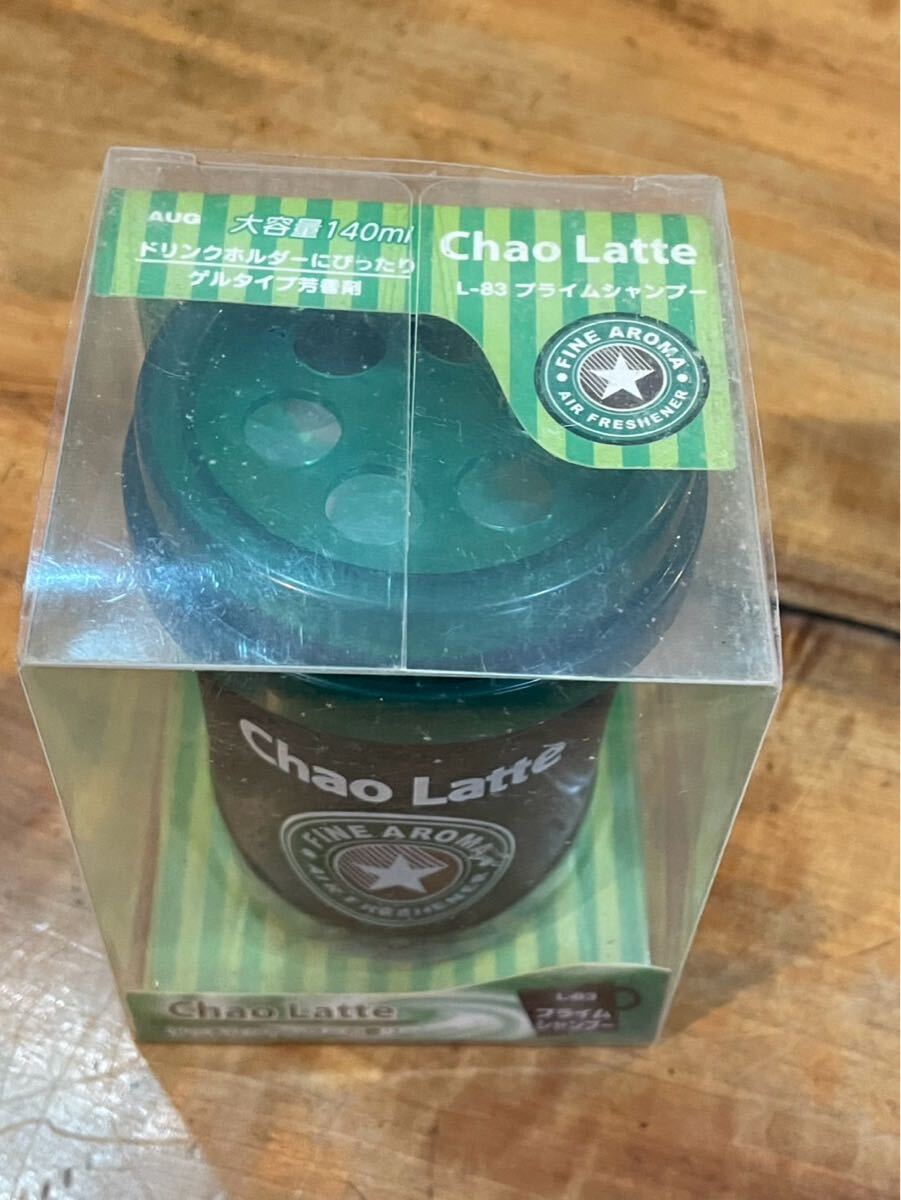 AUG
大容量140ml
ドリンクホルダーにぴったり
ゲルタイプ芳香剤
Chao Latte
L-83 プライムシャンプー
FINE AROMA
AIR FRESHENER
Chao Latte
FINE AROMA
AIR FRESHENER
Chao Latte
L-83
プライム
シャンプー